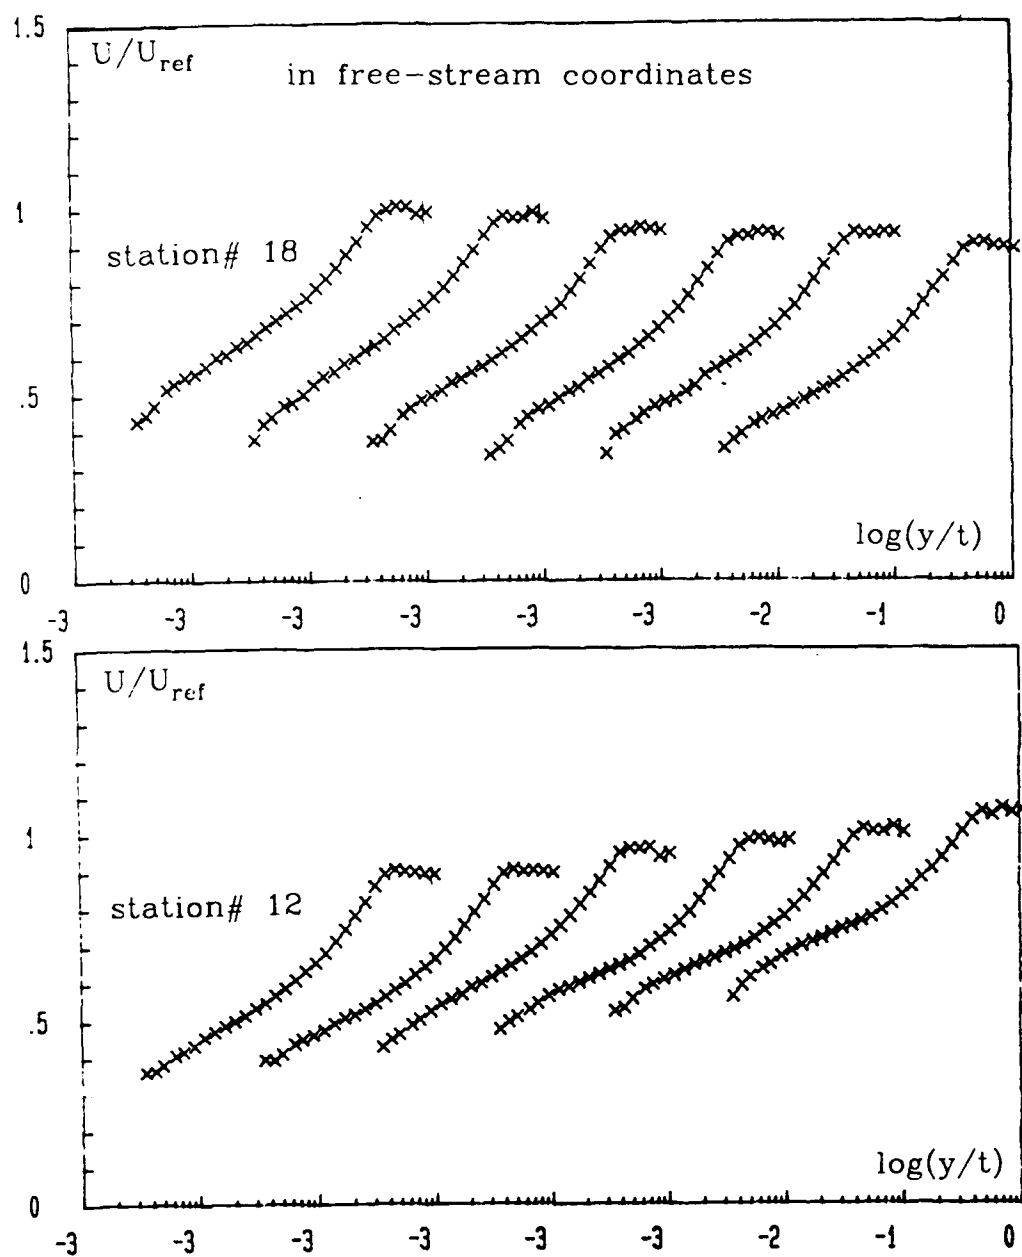 1.5
U/Uref
in free-stream coordinates
1
station# 18
.5
log(y/t)
0
-3 -3 -3 -3 -3 -3 -2 -1 0
1.5
U/Uref
1
station# 12
.5
log(y/t)
0
-3 -3 -3 -3 -3 -3 -2 -1 0